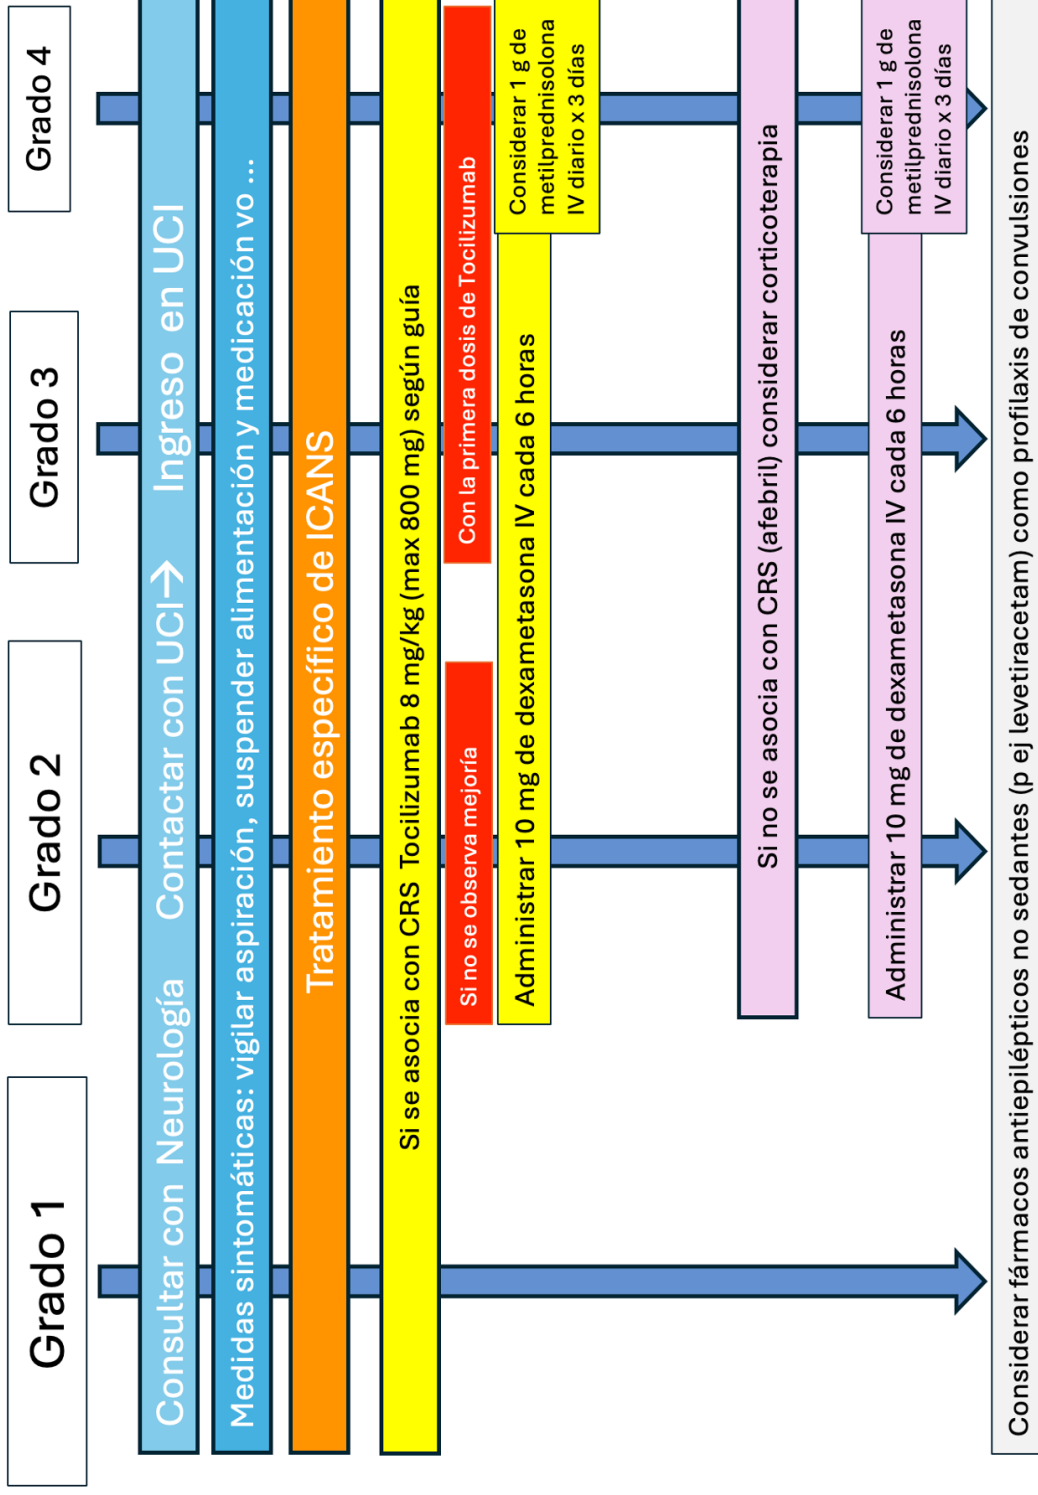 Grado 1
Grado 2
Grado 3
Grado 4
Consultar con Neurología Contactar con UCI→ Ingreso en UCI
Medidas sintomáticas: vigilar aspiración, suspender alimentación y medicación vo ...
Tratamiento específico de ICANS
Si se asocia con CRS Tocilizumab 8 mg/kg (max 800 mg) según guía
Si no se observa mejoría
Con la primera dosis de Tocilizumab
Administrar 10 mg de dexametasona IV cada 6 horas
Considerar 1 g de
metilprednisolona
IV diario x 3 días
Si no se asocia con CRS (afebril) considerar corticoterapia
Administrar 10 mg de dexametasona IV cada 6 horas
Considerar 1 g de
metilprednisolona
IV diario x 3 días
Considerar fármacos antiepilépticos no sedantes (p ej levetiracetam) como profilaxis de convulsiones